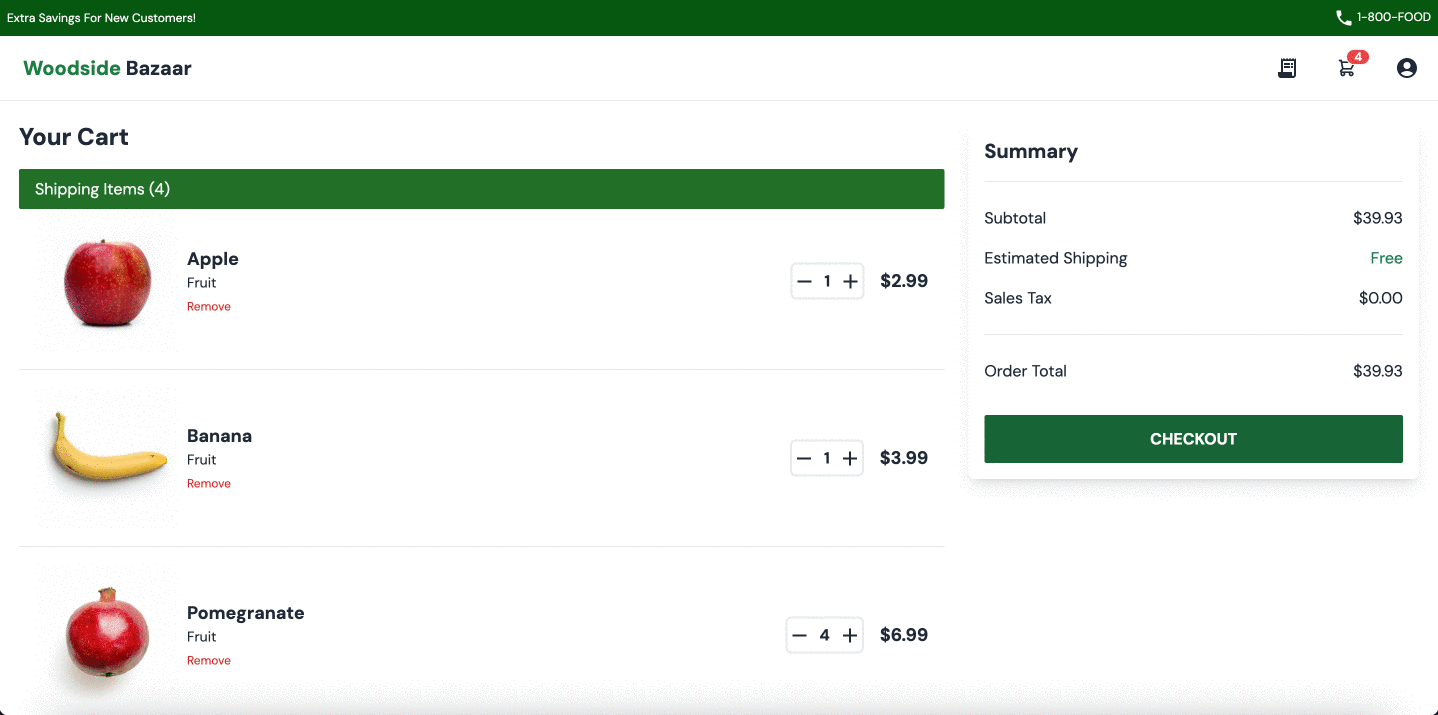 Extra Savings For New Customers!
1-800-FOOD
Woodside Bazaar
4
Your Cart
Shipping Items (4)
Apple
Fruit
Remove
1
$2.99
Banana
Fruit
Remove
1
$3.99
Pomegranate
Fruit
Remove
4
$6.99
Summary
Subtotal $39.93
Estimated Shipping Free
Sales Tax $0.00
Order Total $39.93
CHECKOUT